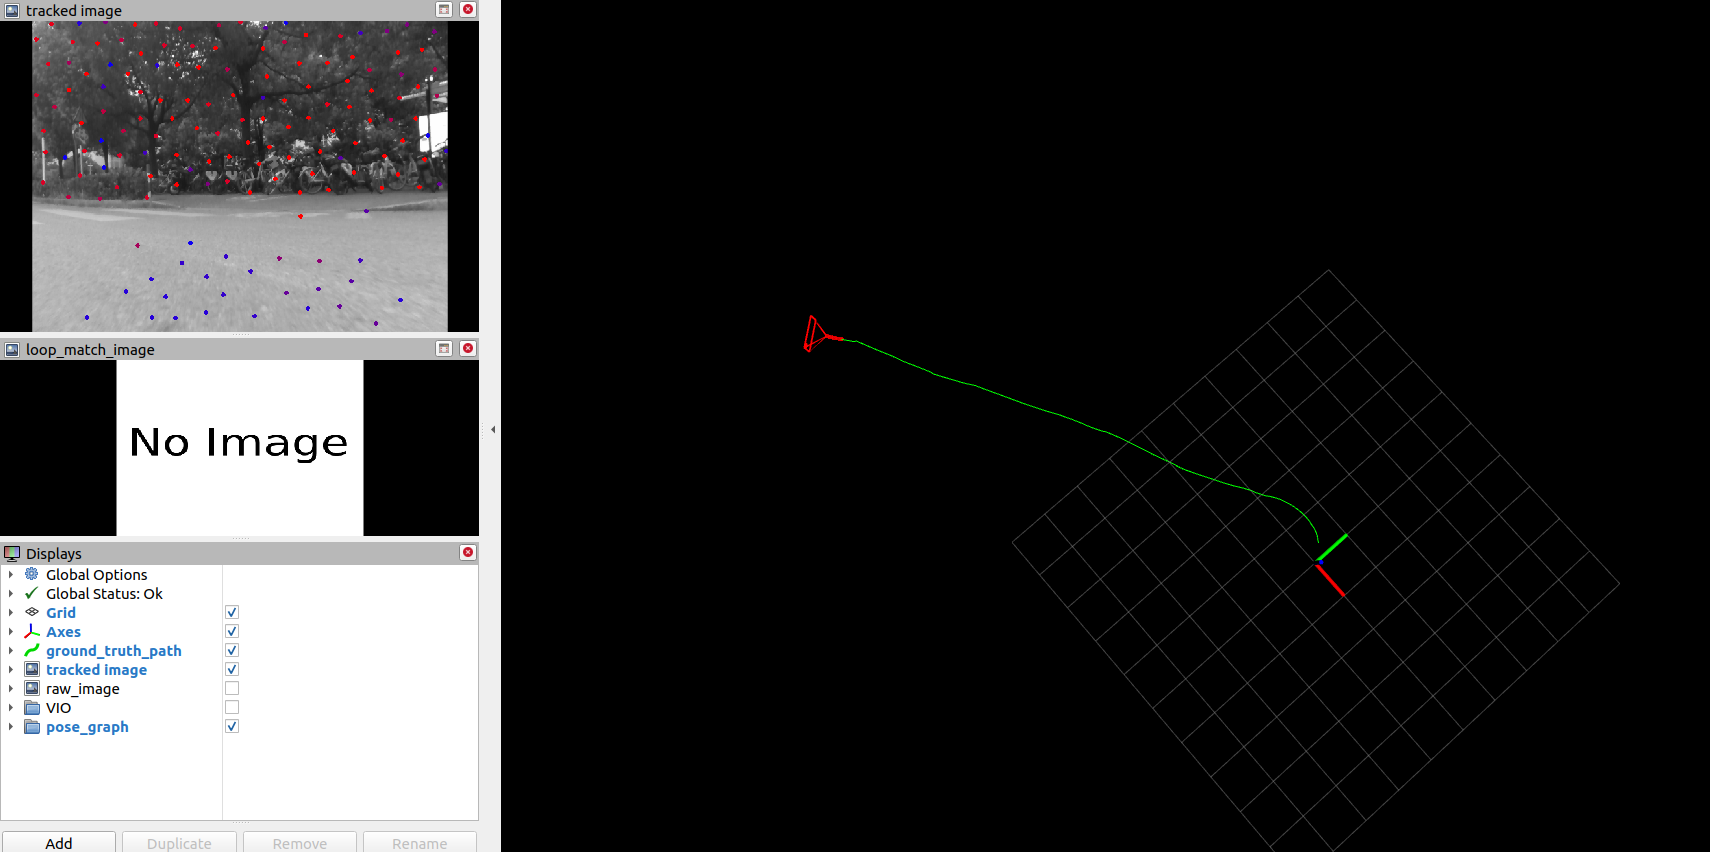 tracked image
loop_match_image
No Image
Displays
Global Options
Global Status: Ok
Grid
Axes
ground_truth_path
tracked image
raw_image
VIO
pose_graph
Add
Duplicate
Remove
Rename